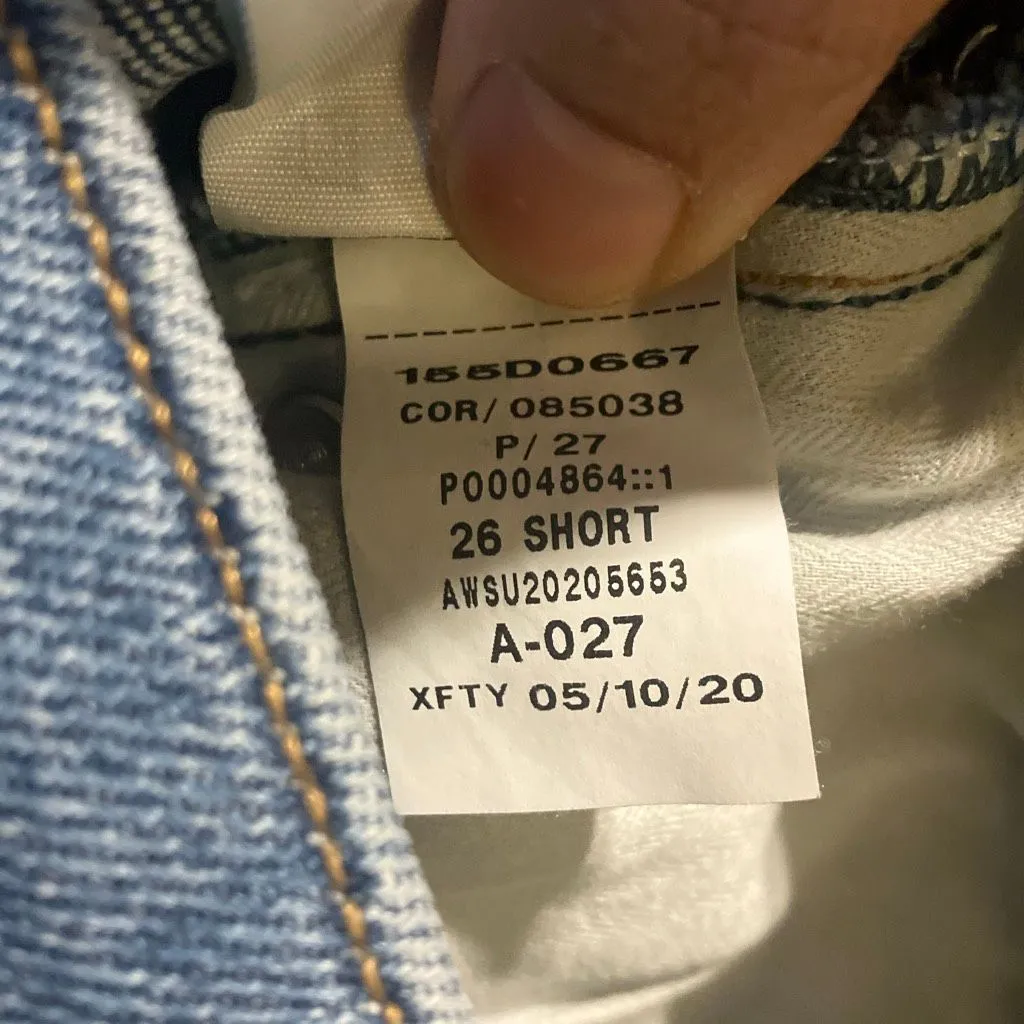 155D0667
COR/ 085038
P/ 27
P0004864::1
26 SHORT
AWSU20205653
A-027
XFTY 05/10/20